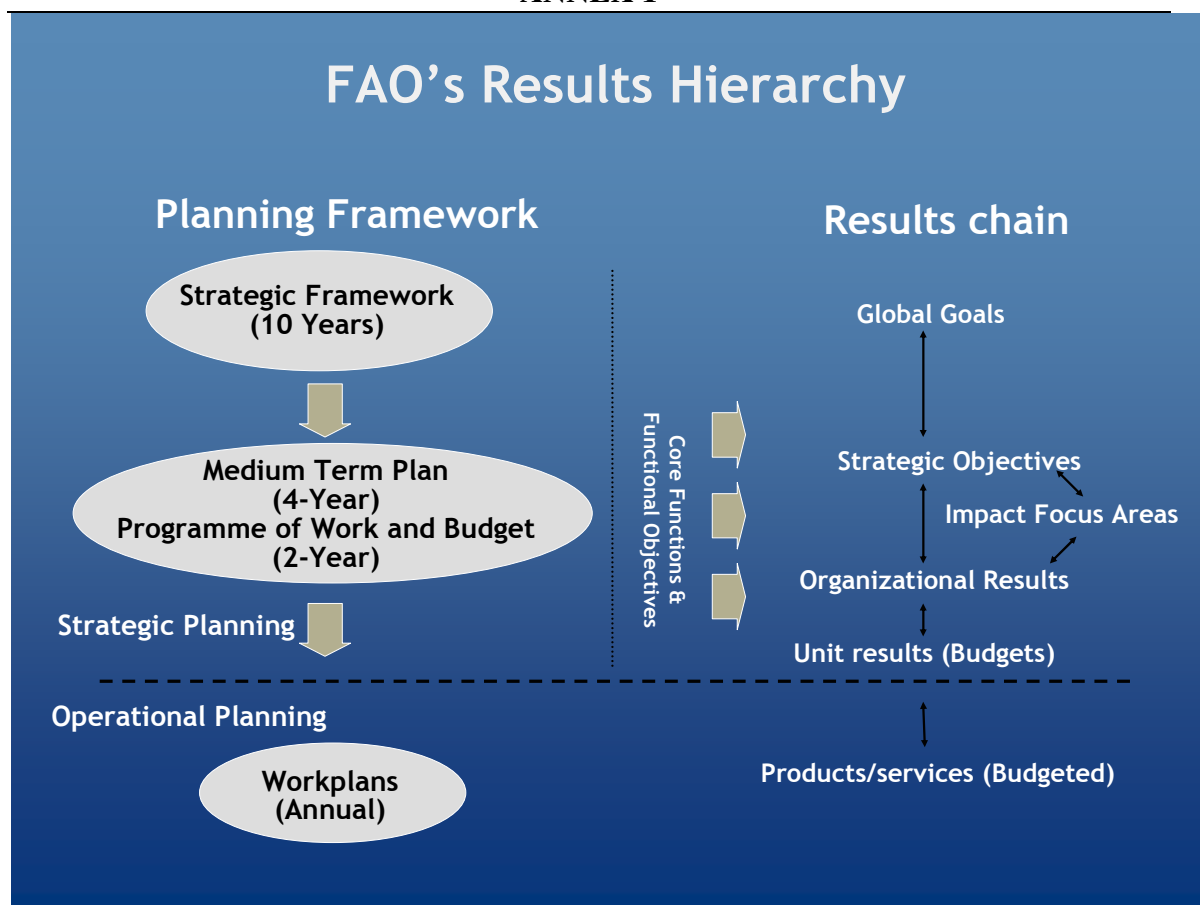 FAO’s Results Hierarchy
Planning Framework
Strategic Framework
(10 Years)
Medium Term Plan
(4-Year)
Programme of Work and Budget
(2-Year)
Strategic Planning
Operational Planning
Workplans
(Annual)
Core Functions &
Functional Objectives
Results chain
Global Goals
Strategic Objectives
Impact Focus Areas
Organizational Results
Unit results (Budgets)
Products/services (Budgeted)